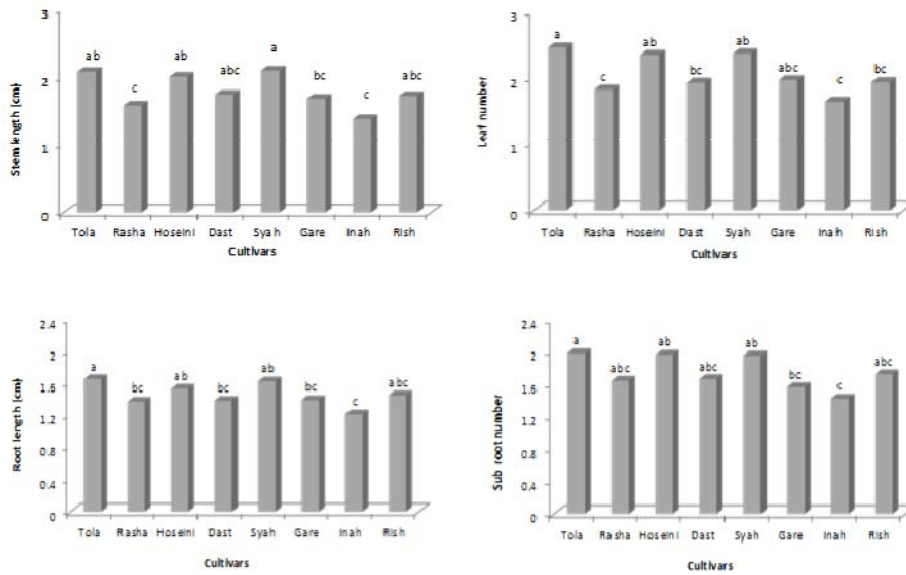 Stem length (cm)
3
2
1
0
ab
c
ab
abc
a
bc
c
abc
Tola Rasha Hoseini Dast Syah Gare Inah Rish
Cultivars
Leaf number
3
2
1
0
a
c
ab
bc
ab
abc
c
bc
Tola Rasha Hoseini Dast Syah Gare Inah Rish
Cultivars
Root length (cm)
2.4
2
1.6
1.2
0.8
0.4
0
a
bc
ab
bc
ab
bc
c
abc
Tola Rasha Hoseini Dast Syah Gare Inah Rish
Cultivars
Sub root number
2.4
2
1.6
1.2
0.8
0.4
0
a
abc
ab
abc
ab
bc
c
abc
Tola Raisha Hoseini Dast Syah Gare Inah Rish
Cultivars